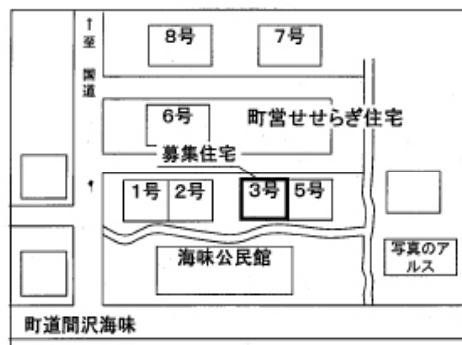 ↑至 国道
8号
7号
6号
町営せせらぎ住宅
募集住宅
1号
2号
3号
5号
海味公民館
写真のア
ルス
町道間沢海味